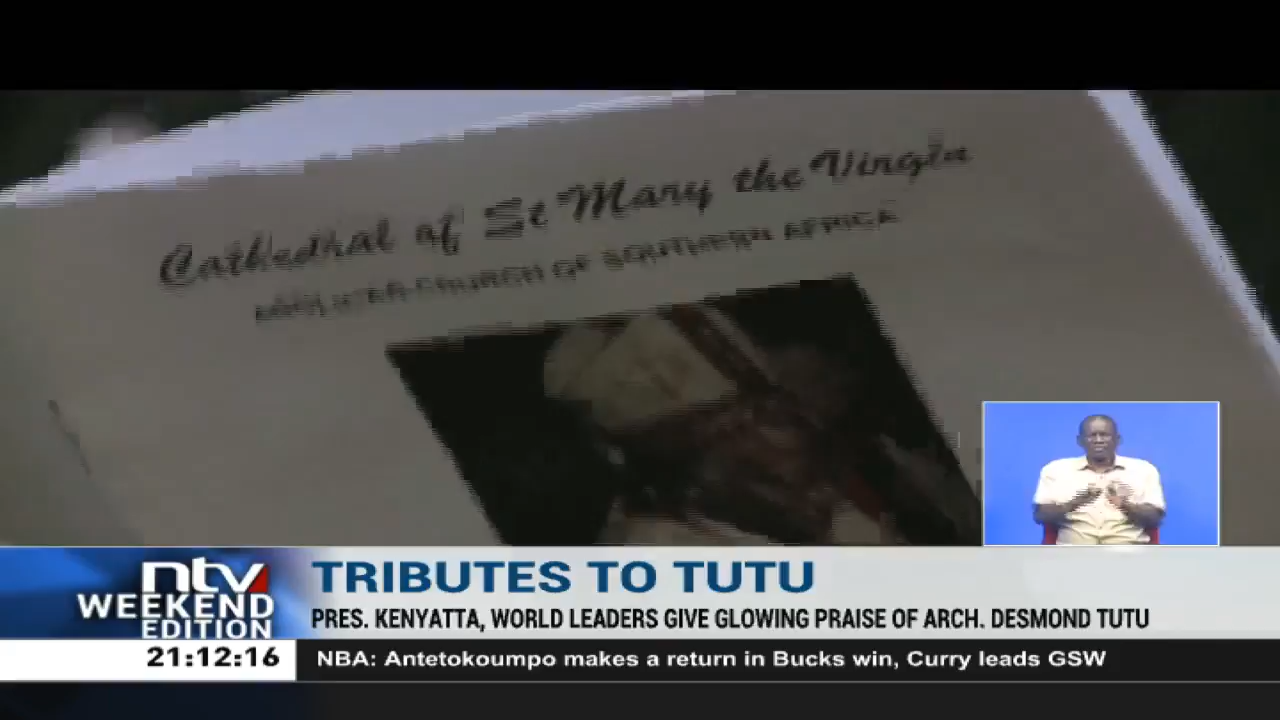 Cathedral of St Mary the Virgin
ANGLICAN CHURCH OF SOUTHERN AFRICA
ntv
WEEKEND
EDITION
TRIBUTES TO TUTU
PRES. KENYATTA, WORLD LEADERS GIVE GLOWING PRAISE OF ARCH. DESMOND TUTU
21:12:16
NBA: Antetokoumpo makes a return in Bucks win, Curry leads GSW